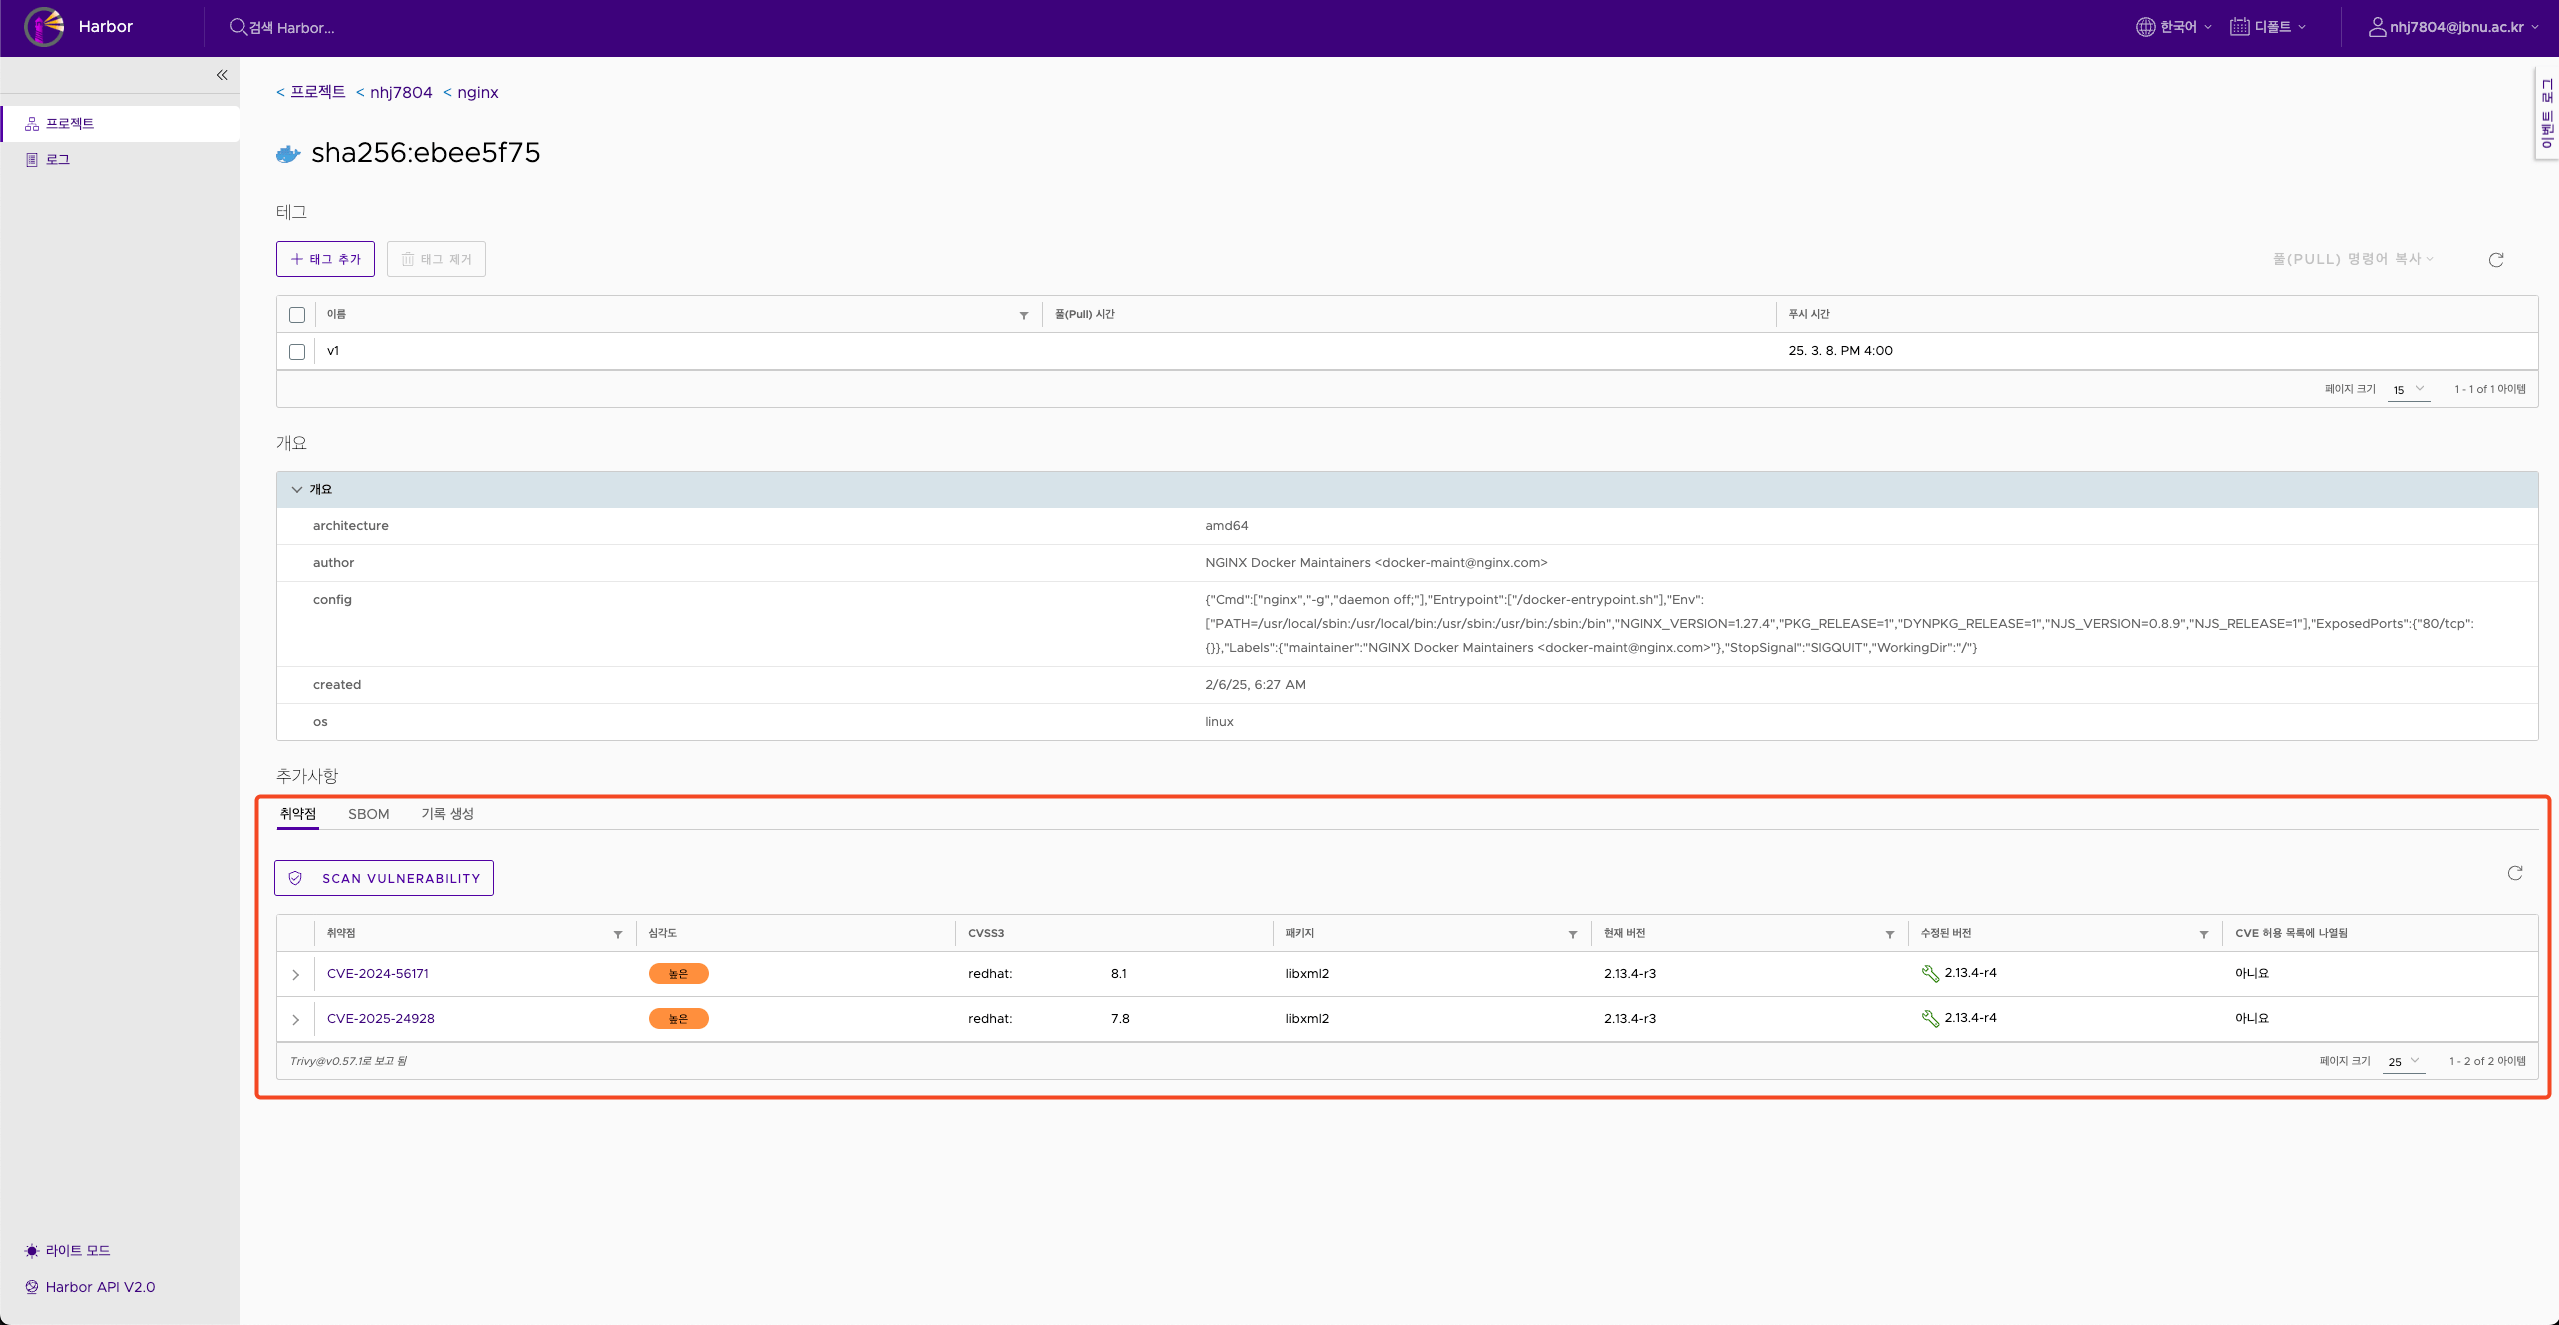 Harbor
검색 Harbor...
한국어
디폴트
nhj7804@jbnu.ac.kr
이벤트 로그
프로젝트
로그
< 프로젝트 < nhj7804 < nginx
sha256:ebee5f75
테그
태그 추가
태그 제거
풀(PULL) 명령어 복사
이름 풀(Pull) 시간 푸시 시간
v1 25. 3. 8. PM 4:00
페이지 크기 15 1 - 1 of 1 아이템
개요
개요
architecture amd64
author NGINX Docker Maintainers <docker-maint@nginx.com>
config {"Cmd":["nginx","-g","daemon off;"],"Entrypoint":["/docker-entrypoint.sh"],"Env":
["PATH=/usr/local/sbin:/usr/local/bin:/usr/sbin:/usr/bin:/sbin:/bin","NGINX_VERSION=1.27.4","PKG_RELEASE=1","DYNPKG_RELEASE=1","NJS_VERSION=0.8.9","NJS_RELEASE=1"],"ExposedPorts":{"80/tcp":
{}},"Labels":{"maintainer":"NGINX Docker Maintainers <docker-maint@nginx.com>"},"StopSignal":"SIGQUIT","WorkingDir":"/"}
created 2/6/25, 6:27 AM
os linux
추가사항
취약점 SBOM 기록 생성
SCAN VULNERABILITY
취약점 심각도 CVSS3 패키지 현재 버전 수정된 버전 CVE 허용 목록에 나열됨
CVE-2024-56171 높은 redhat: 8.1 libxml2 2.13.4-r3 2.13.4-r4 아니요
CVE-2025-24928 높은 redhat: 7.8 libxml2 2.13.4-r3 2.13.4-r4 아니요
Trivy@v0.57.1로 보고 됨
페이지 크기 25 1 - 2 of 2 아이템
라이트 모드
Harbor API V2.0